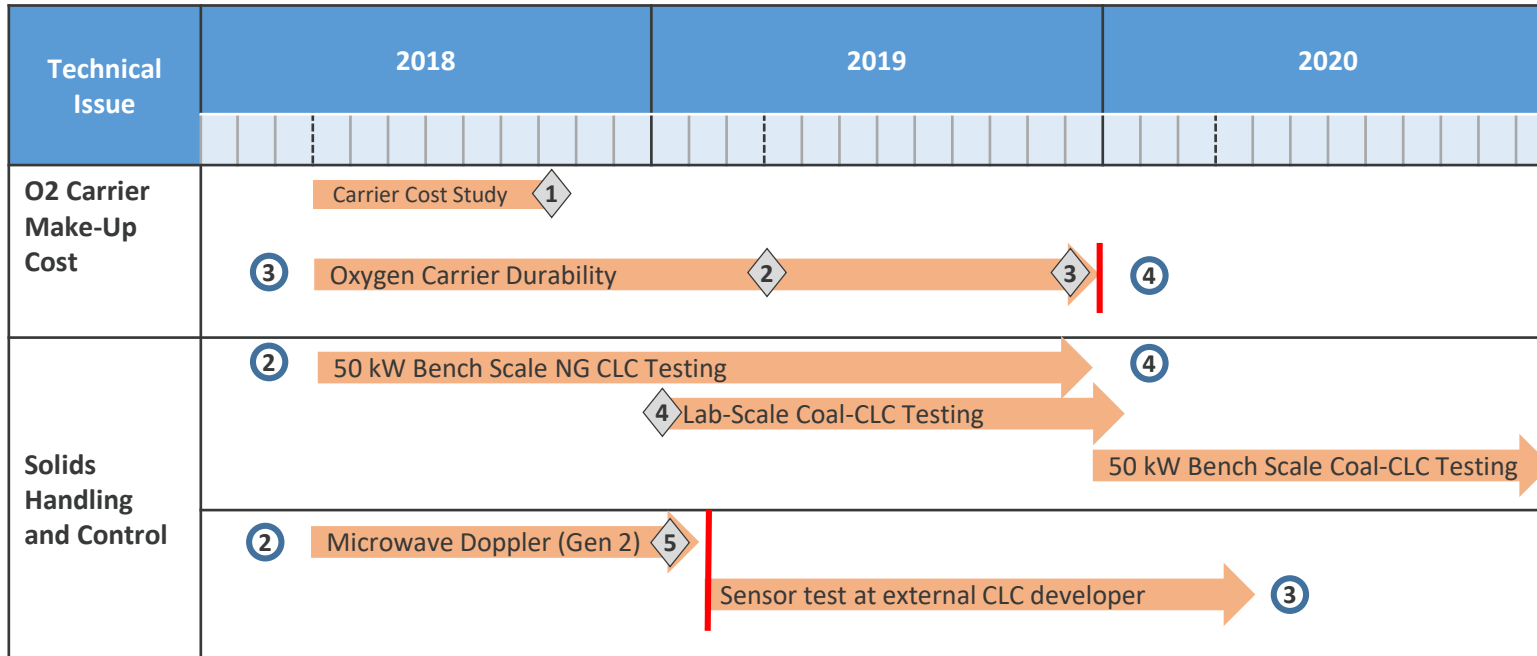 Technical
Issue
2018
2019
2020
O2 Carrier
Make-Up
Cost
Carrier Cost Study
1
3
Oxygen Carrier Durability
2
3
4
Solids
Handling
and Control
2
50 kW Bench Scale NG CLC Testing
4
4
Lab-Scale Coal-CLC Testing
50 kW Bench Scale Coal-CLC Testing
2
Microwave Doppler (Gen 2)
5
Sensor test at external CLC developer
3